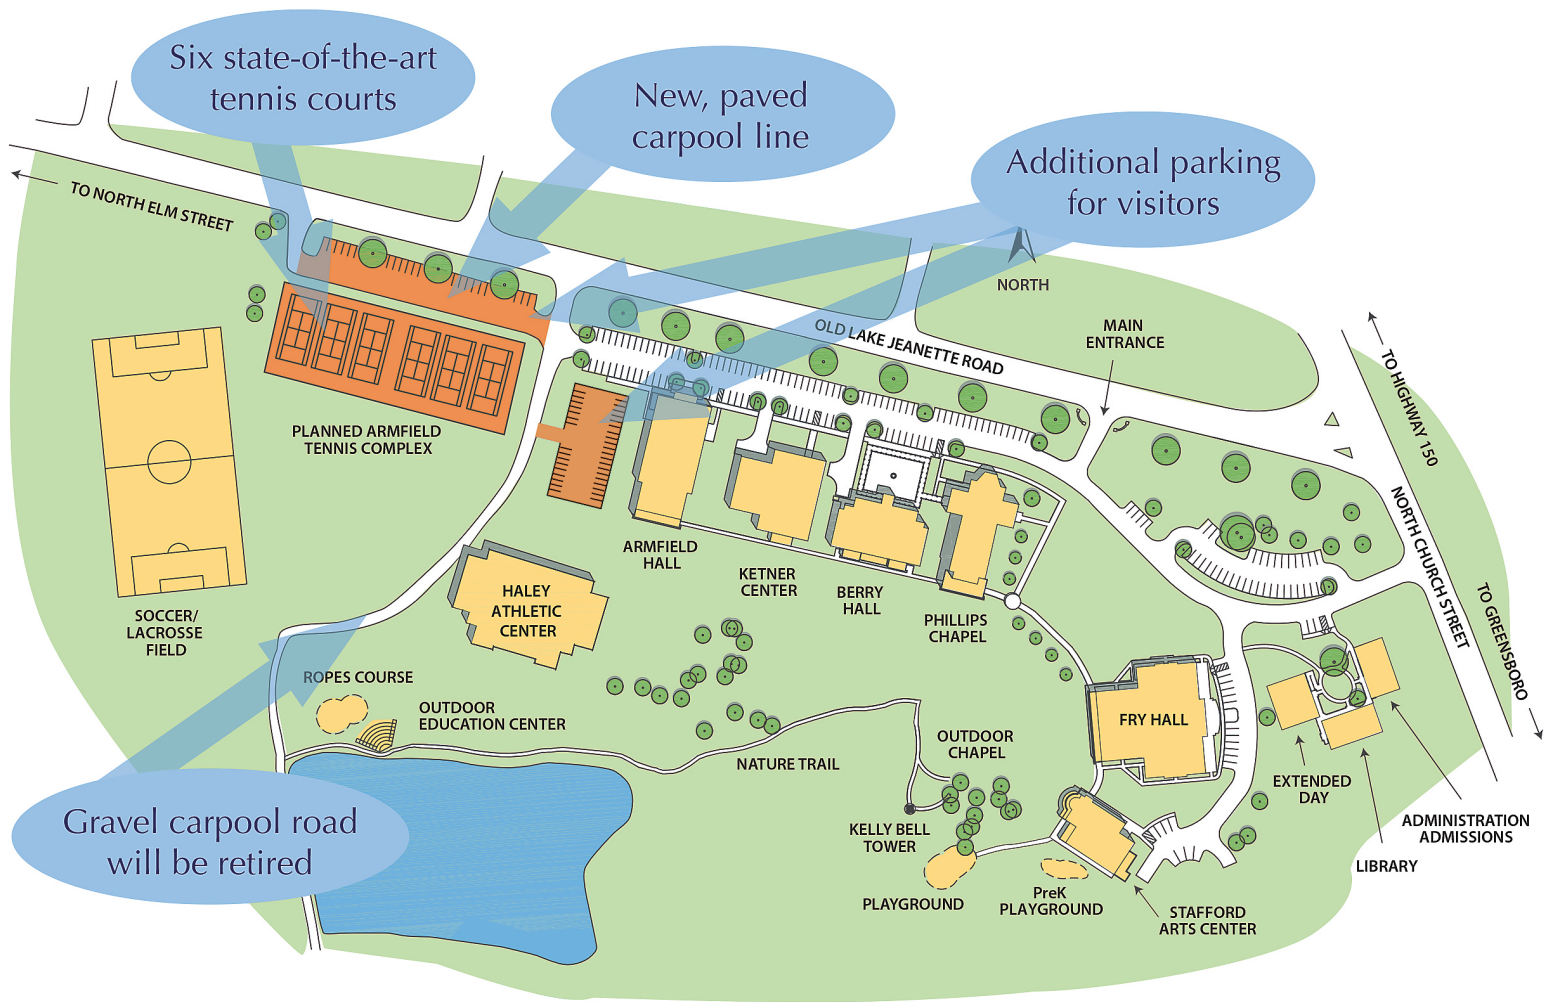 Six state-of-the-art
tennis courts
New, paved
carpool line
Additional parking
for visitors
TO NORTH ELM STREET
NORTH
OLD LAKE JEANETTE ROAD
MAIN
ENTRANCE
TO HIGHWAY 150
PLANNED ARMFIELD
TENNIS COMPLEX
NORTH CHURCH STREET
TO GREENSBORO
ARMFIELD
HALL
KETNER
CENTER
BERRY
HALL
PHILLIPS
CHAPEL
HALEY
ATHLETIC
CENTER
SOCCER/
LACROSSE
FIELD
ROPES COURSE
OUTDOOR
EDUCATION CENTER
FRY HALL
OUTDOOR
CHAPEL
NATURE TRAIL
EXTENDED
DAY
Gravel carpool road
will be retired
KELLY BELL
TOWER
ADMINISTRATION
ADMISSIONS
LIBRARY
PLAYGROUND
PreK
PLAYGROUND
STAFFORD
ARTS CENTER